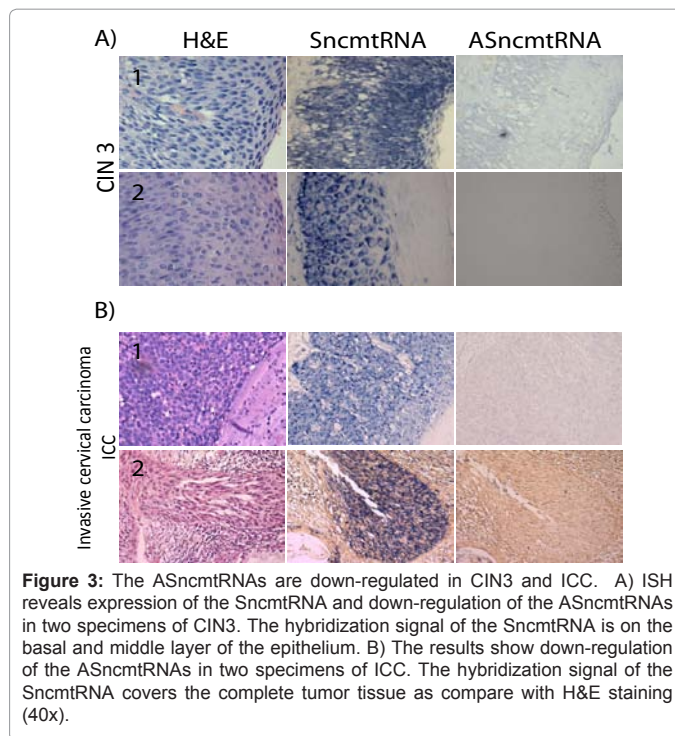 A)
H&E SncmtRNA ASncmtRNA
1
CIN 3
2
B)
1
Invasive cervical carcinoma
ICC
2
Figure 3: The ASncmtRNAs are down-regulated in CIN3 and ICC. A) ISH
reveals expression of the SncmtRNA and down-regulation of the ASncmtRNAs
in two specimens of CIN3. The hybridization signal of the SncmtRNA is on the
basal and middle layer of the epithelium. B) The results show down-regulation
of the ASncmtRNAs in two specimens of ICC. The hybridization signal of the
SncmtRNA covers the complete tumor tissue as compare with H&E staining
(40x).